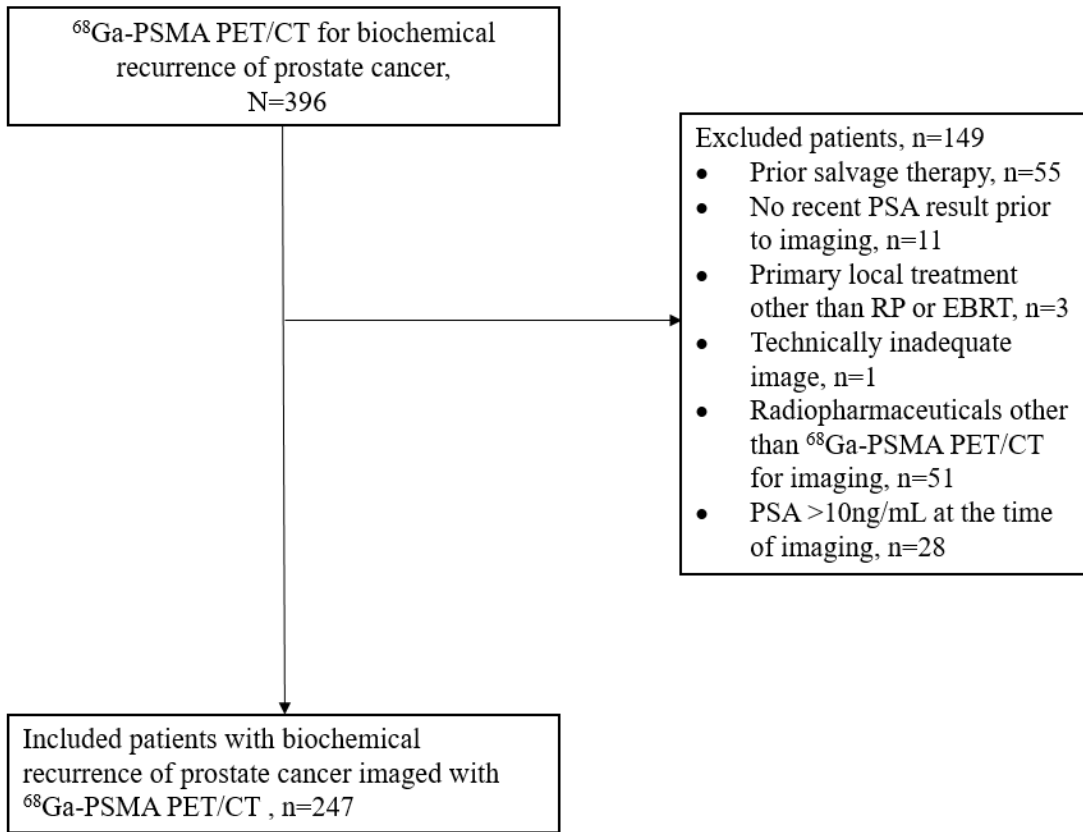 ⁶⁸Ga-PSMA PET/CT for biochemical
recurrence of prostate cancer,
N=396
Excluded patients, n=149
• Prior salvage therapy, n=55
• No recent PSA result prior
to imaging, n=11
• Primary local treatment
other than RP or EBRT, n=3
• Technically inadequate
image, n=1
• Radiopharmaceuticals other
than ⁶⁸Ga-PSMA PET/CT
for imaging, n=51
• PSA >10ng/mL at the time
of imaging, n=28
Included patients with biochemical
recurrence of prostate cancer imaged with
⁶⁸Ga-PSMA PET/CT , n=247